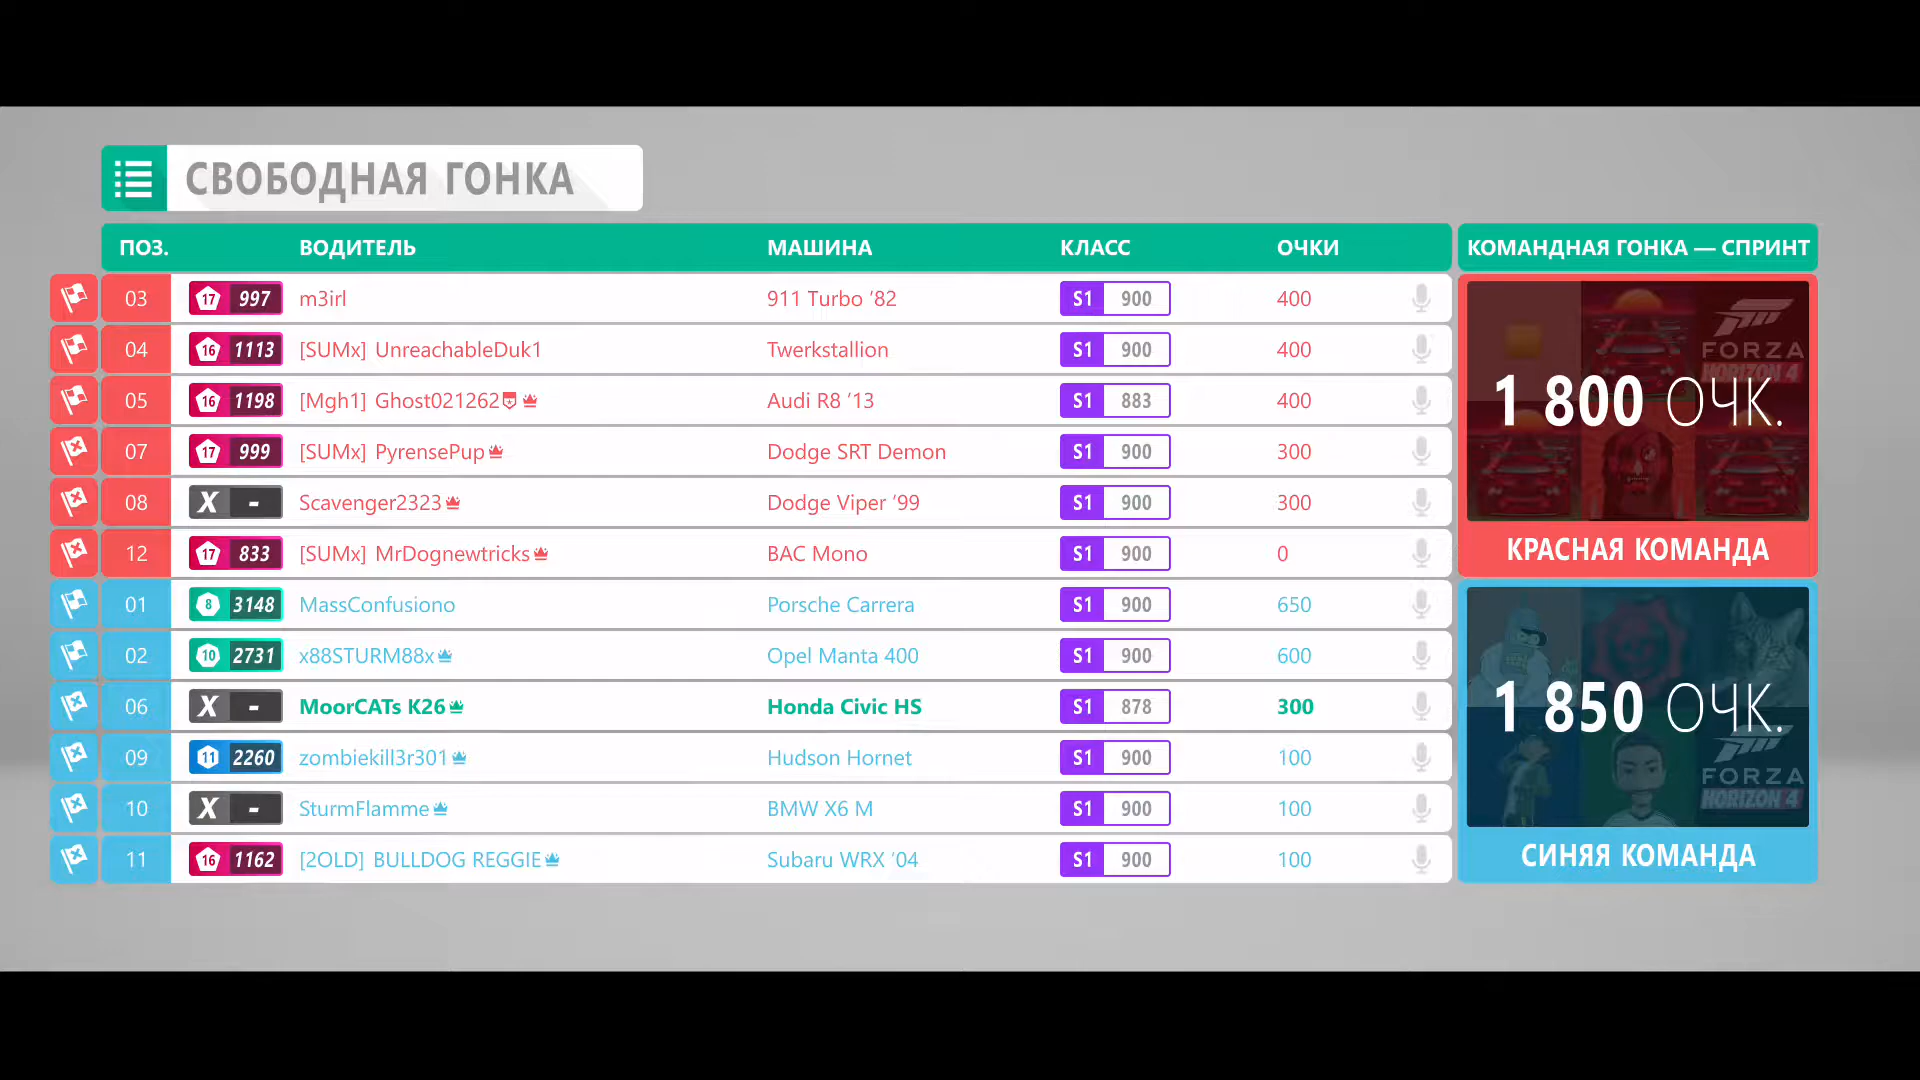 СВОБОДНАЯ ГОНКА
ПОЗ. ВОДИТЕЛЬ МАШИНА КЛАСС ОЧКИ
03 17 997 m3irl 911 Turbo ’82 S1 900 400
04 16 1113 [SUMx] UnreachableDuk1 Twerkstallion S1 900 400
05 16 1198 [Mgh1] Ghost021262 Audi R8 ’13 S1 883 400
07 17 999 [SUMx] PyrensePup Dodge SRT Demon S1 900 300
08 X - Scavenger2323 Dodge Viper ’99 S1 900 300
12 17 833 [SUMx] MrDognewtricks BAC Mono S1 900 0
01 8 3148 MassConfusiono Porsche Carrera S1 900 650
02 10 2731 x88STURM88x Opel Manta 400 S1 900 600
06 X - MoorCATs K26 Honda Civic HS S1 878 300
09 11 2260 zombiekill3r301 Hudson Hornet S1 900 100
10 X - SturmFlamme BMW X6 M S1 900 100
11 16 1162 [2OLD] BULLDOG REGGIE Subaru WRX ’04 S1 900 100
КОМАНДНАЯ ГОНКА — СПРИНТ
FORZA
HORIZON 4
1 800 ОЧК.
КРАСНАЯ КОМАНДА
1 850 ОЧК.
FORZA
HORIZON 4
СИНЯЯ КОМАНДА